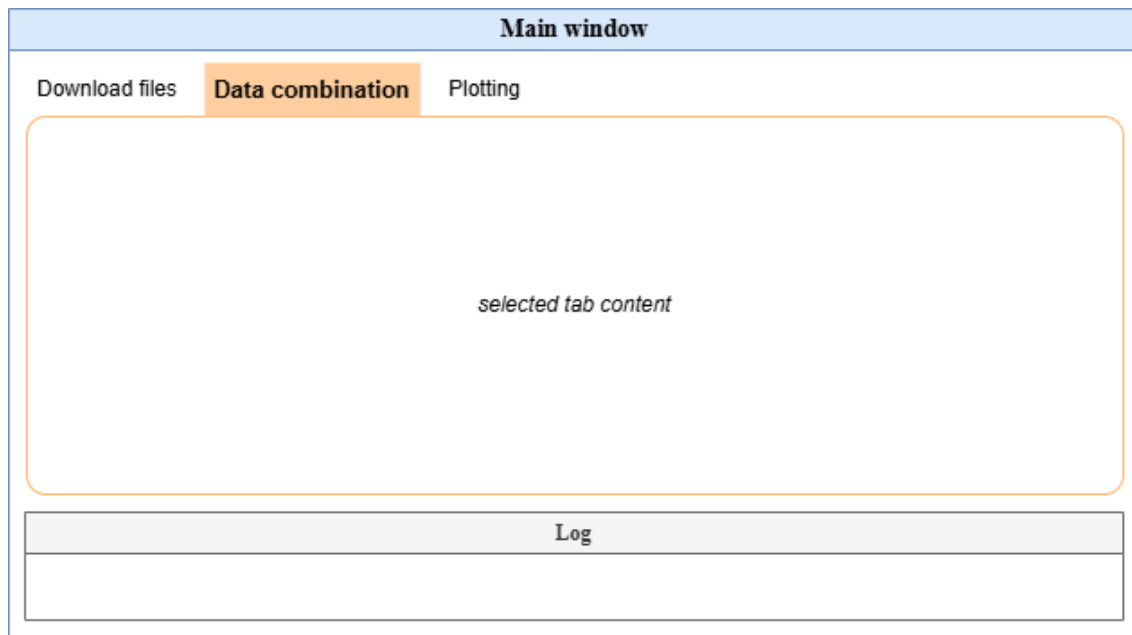 Main window
Download files Data combination Plotting
selected tab content
Log